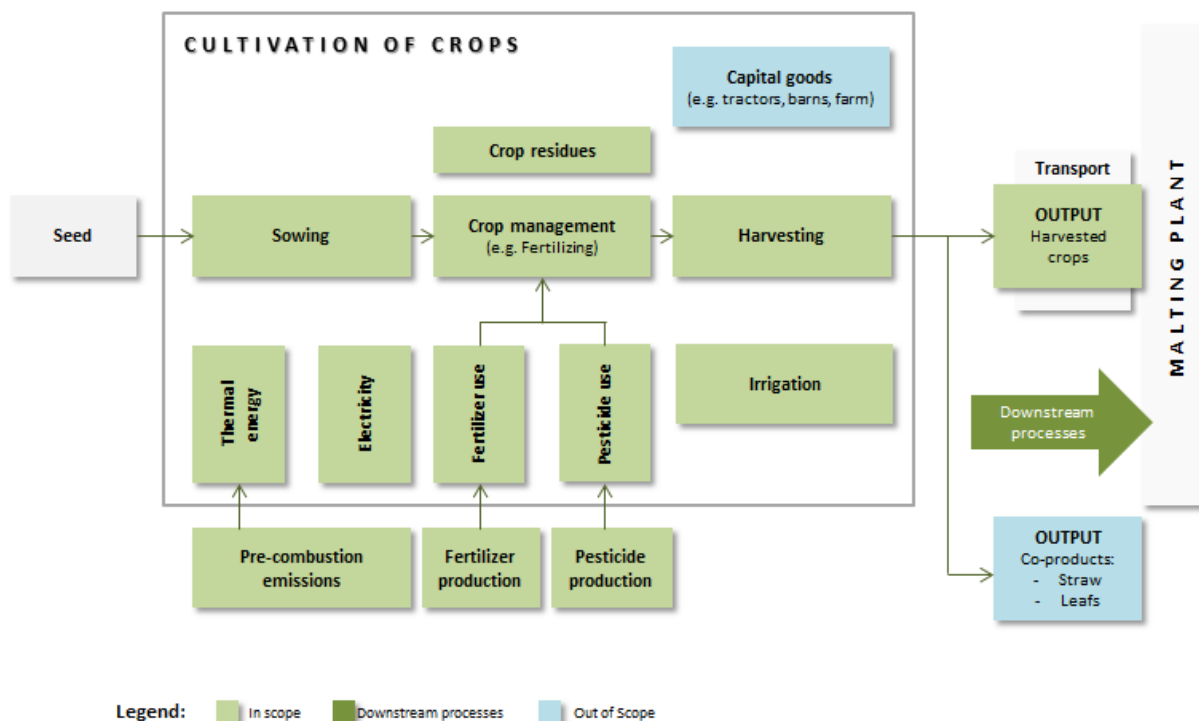 CULTIVATION OF CROPS
Capital goods
(e.g. tractors, barns, farm)
Crop residues
Seed
Sowing
Crop management
(e.g. Fertilizing)
Harvesting
Transport
OUTPUT
Harvested
crops
MALTING PLANT
Thermal
energy
Electricity
Fertilizer use
Pesticide use
Irrigation
Downstream
processes
Pre-combustion
emissions
Fertilizer
production
Pesticide
production
OUTPUT
Co-products:
- Straw
- Leafs
Legend:
In scope
Downstream processes
Out of Scope